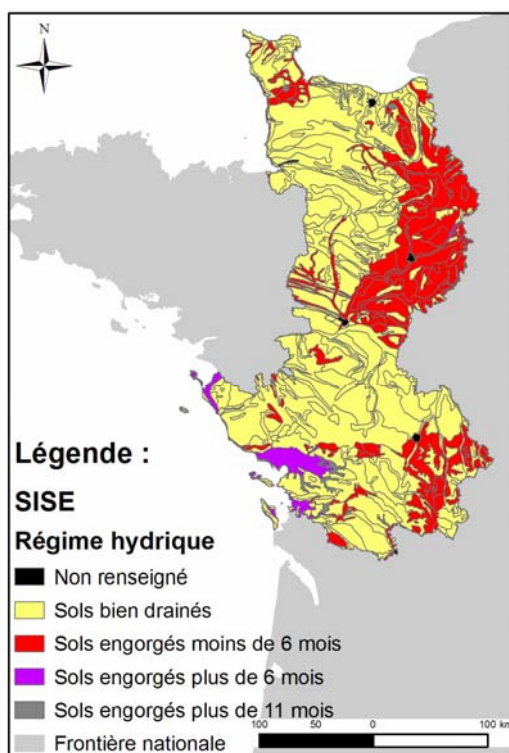 N
Légende :
SISE
Régime hydrique
Non renseigné
Sols bien drainés
Sols engorgés moins de 6 mois
Sols engorgés plus de 6 mois
Sols engorgés plus de 11 mois
Frontière nationale
100 50 0 100 km